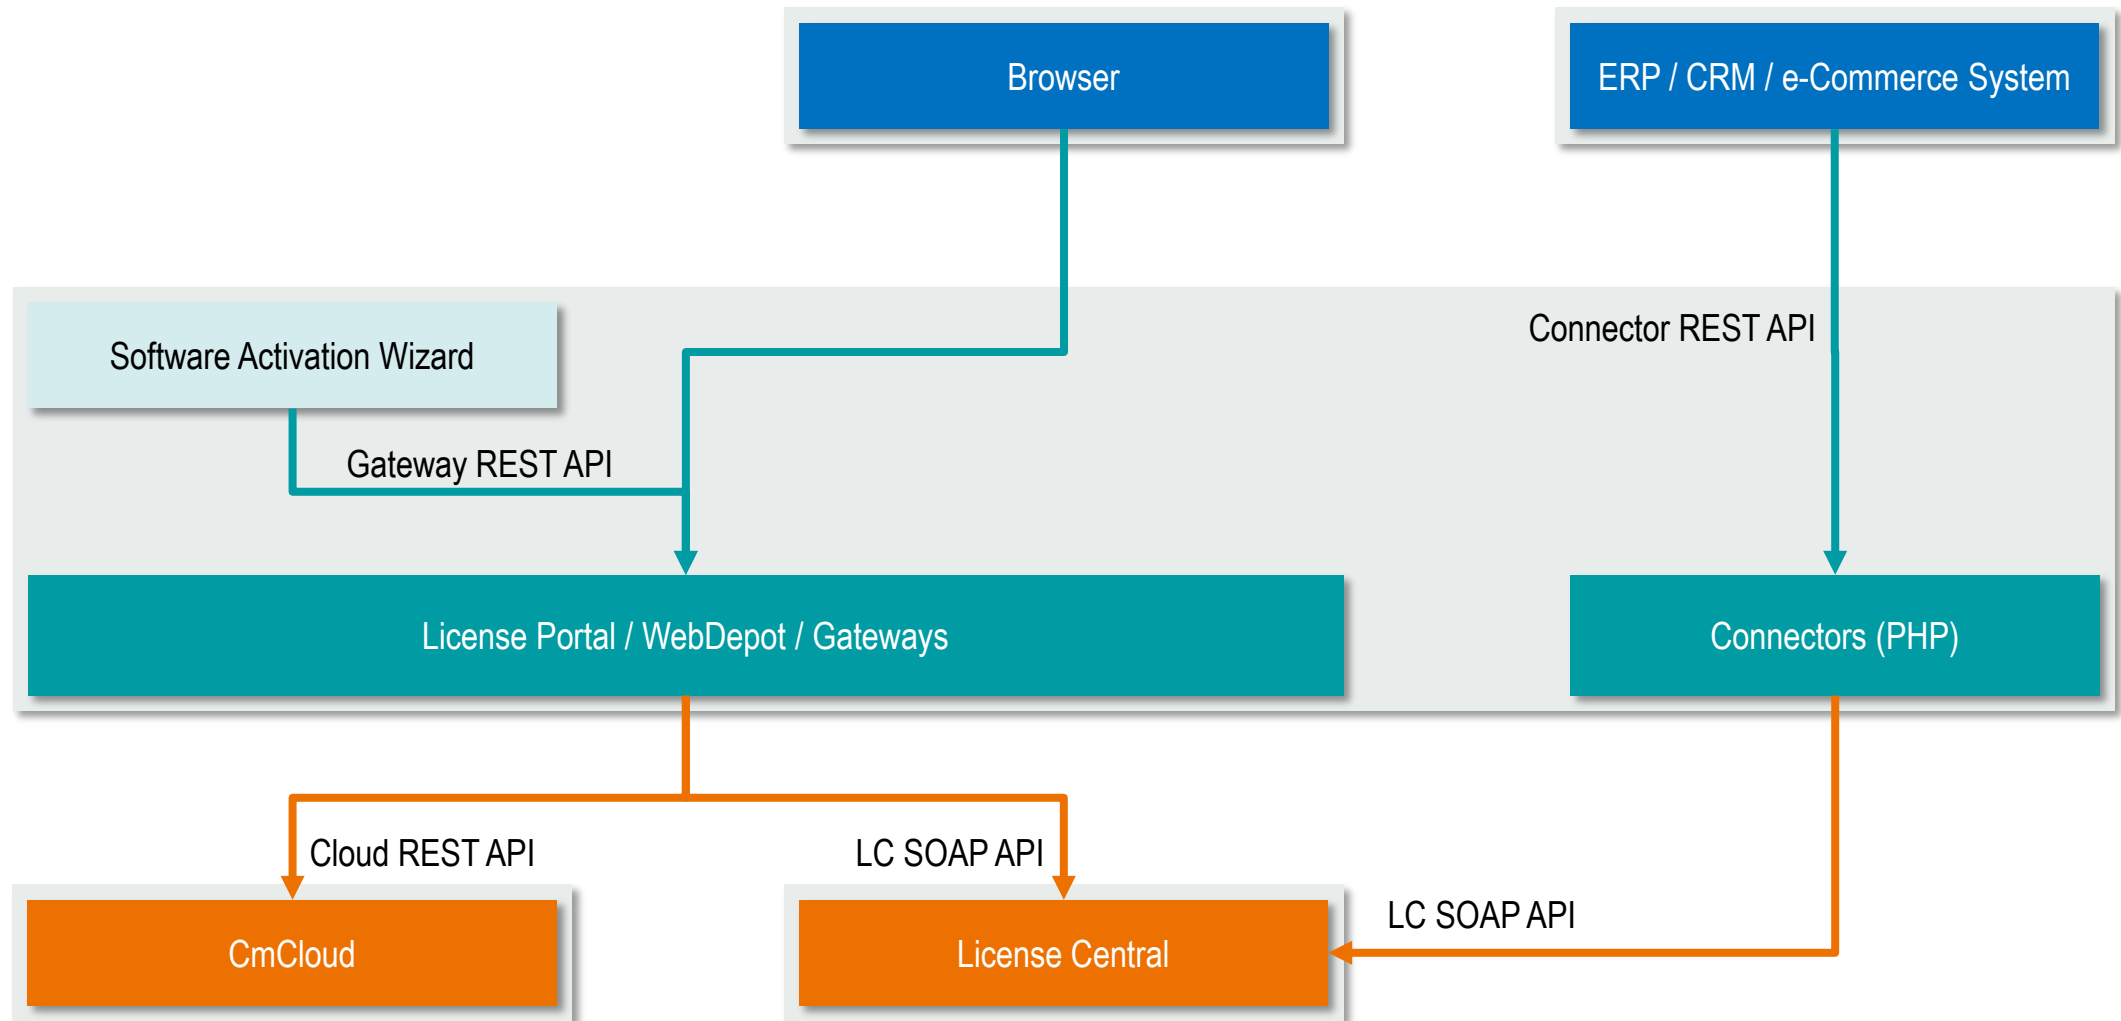 Browser
ERP / CRM / e-Commerce System
Connector REST API
Software Activation Wizard
Gateway REST API
License Portal / WebDepot / Gateways
Connectors (PHP)
Cloud REST API
LC SOAP API
LC SOAP API
CmCloud
License Central